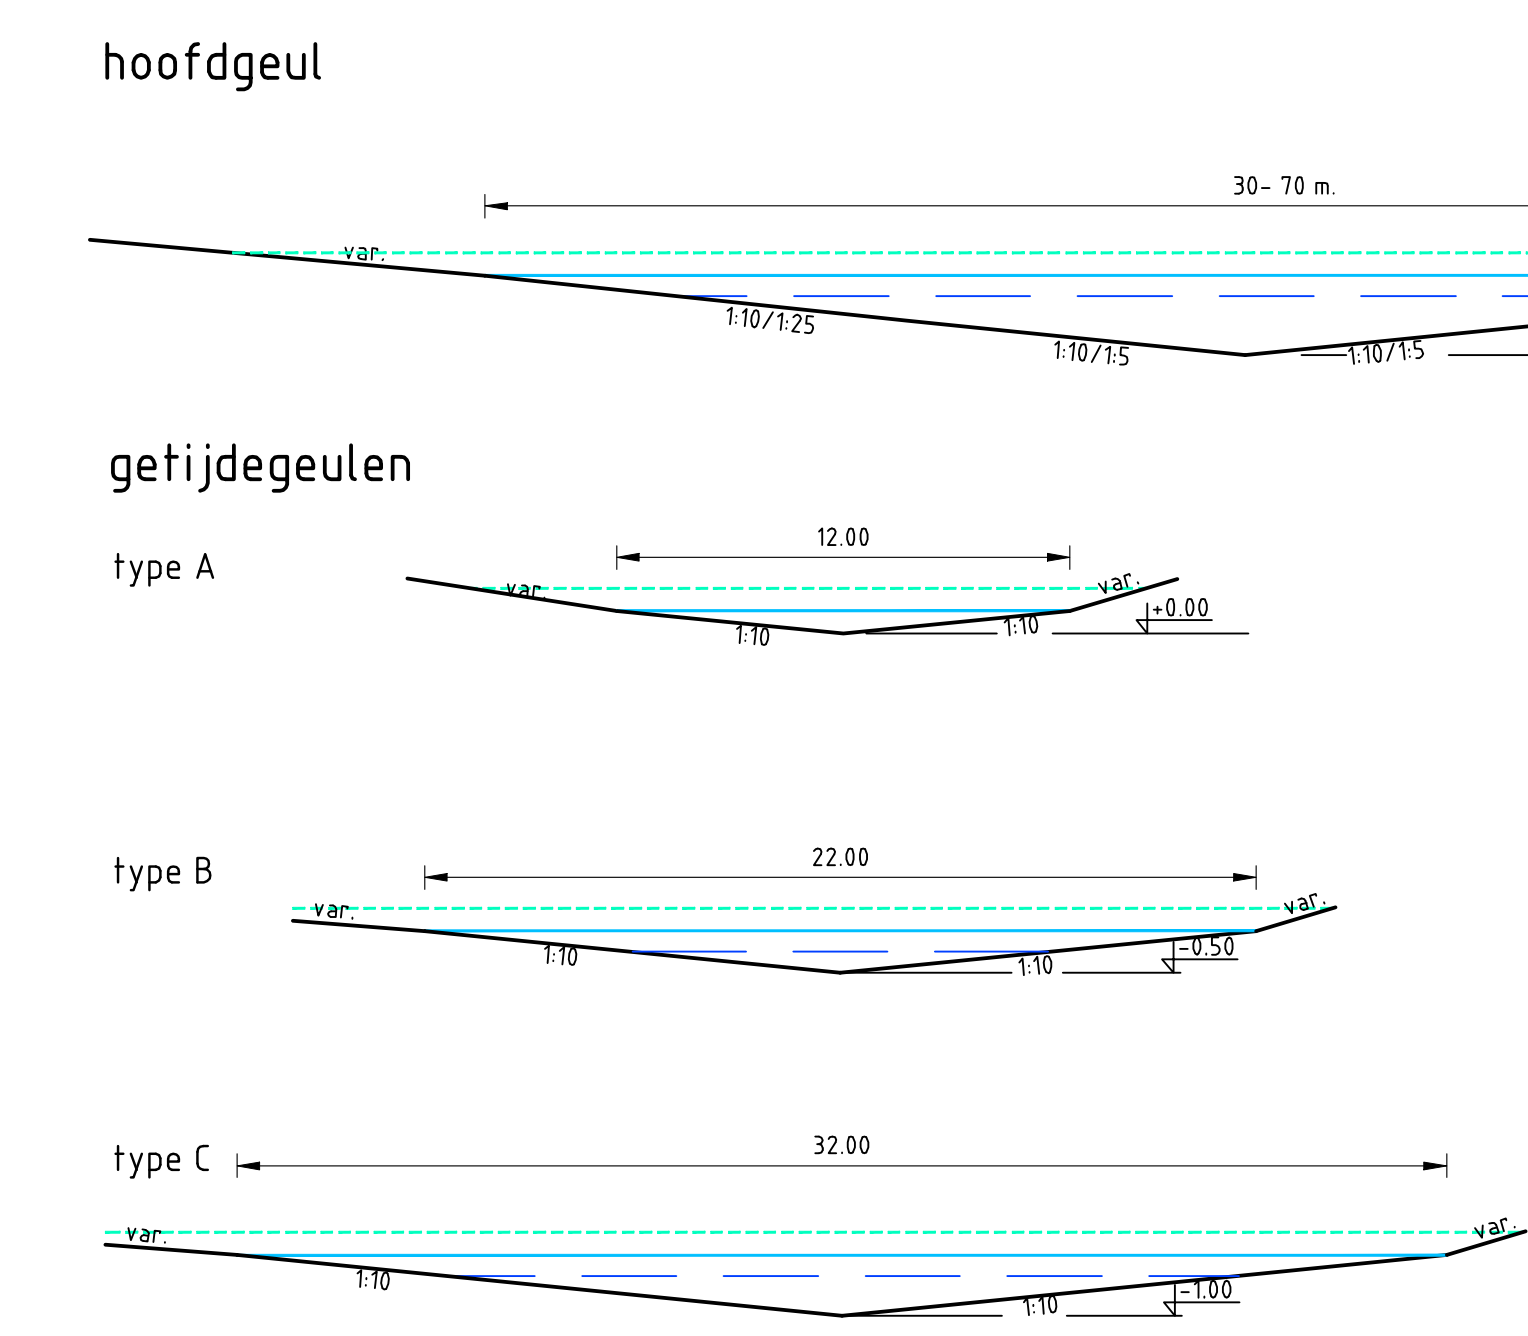 hoofdgeul
30- 70 m.
var.
1:10/1:25
1:10/1:5
1:10/1:5
getijdegeulen
type A
12.00
var.
var.
+0.00
1:10
1:10
type B
22.00
var.
var.
-0.50
1:10
1:10
type C
32.00
var.
var.
1:10
-1.00
1:10